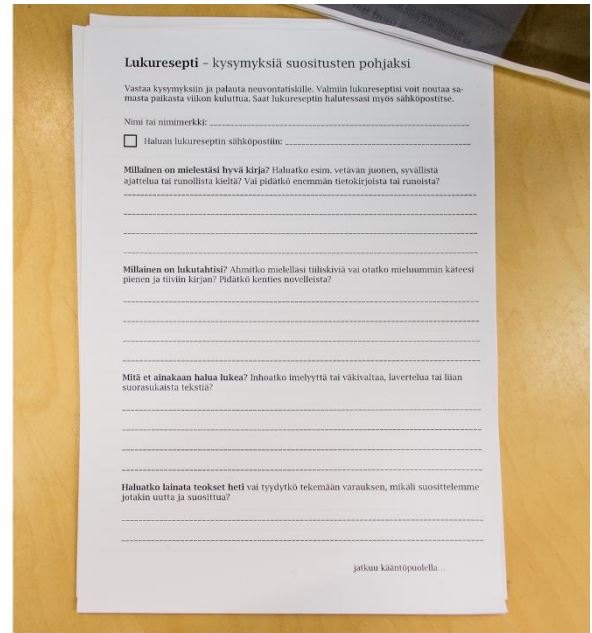 Lukuresepti – kysymyksiä suositusten pohjaksi
Vastaa kysymyksiin ja palauta neuvontatiskille. Valmiin lukureseptisi voit noutaa sa-
masta paikasta viikon kuluttua. Saat lukureseptin halutessasi myös sähköpostitse.
Nimi tai nimimerkki:
Haluan lukureseptin sähköpostiin:
Millainen on mielestäsi hyvä kirja? Haluatko esim. vetävän juonen, syvällistä
ajattelua tai runollista kieltä? Vai pidätkö enemmän tietokirjoista tai runoista?
Millainen on lukutahtisi? Ahmitko mielelläsi tiiliskiviä vai otatko mieluummin käteesi
pienen ja tiiviin kirjan? Pidätkö kenties novelleista?
Mitä et ainakaan halua lukea? Inhoatko imelyyttä tai väkivaltaa, lavertelua tai liian
suorasukaista tekstiä?
Haluatko lainata teokset heti vai tyydytkö tekemään varauksen, mikäli suosittelemme
jotakin uutta ja suosittua?
jatkuu kääntöpuolella...